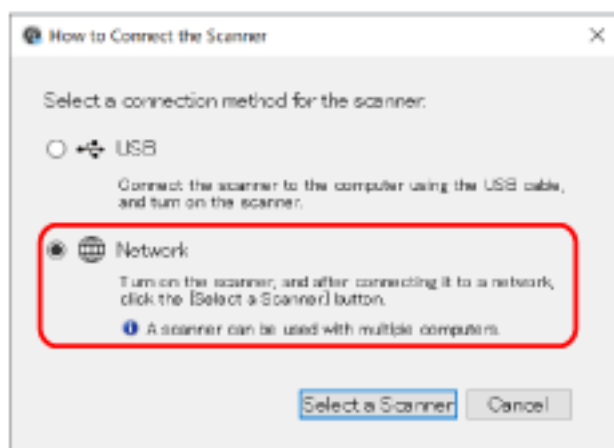 How to Connect the Scanner
Select a connection method for the scanner:
USB
Connect the scanner to the computer using the USB cable,
and turn on the scanner.
Network
Turn on the scanner, and after connecting it to a network,
click the [Select a Scanner] button.
A scanner can be used with multiple computers.
Select a Scanner Cancel